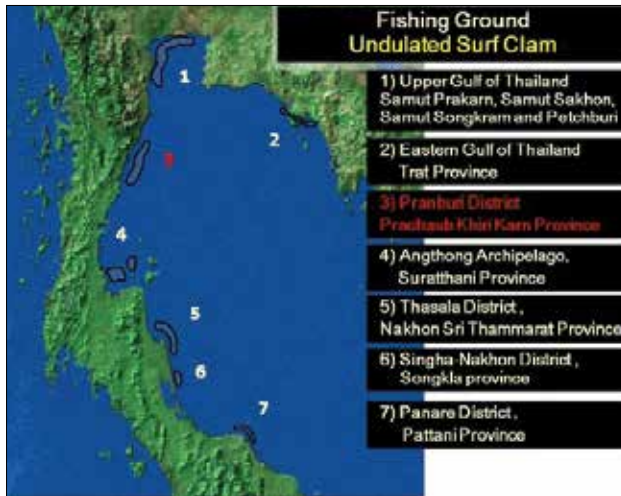 Fishing Ground
Undulated Surf Clam
1) Upper Gulf of Thailand
Samut Prakarn, Samut Sakhon,
Samut Songkram and Petchburi
2) Eastern Gulf of Thailand
Trat Province
3) Pranburi District
Prachaub Khiri Karn Province
4) Angthong Archipelago,
Suratthani Province
5) Thasala District,
Nakhon Sri Thammarat Province
6) Singha-Nakhon District,
Songkla province
7) Panare District,
Pattani Province
1
2
3
4
5
6
7